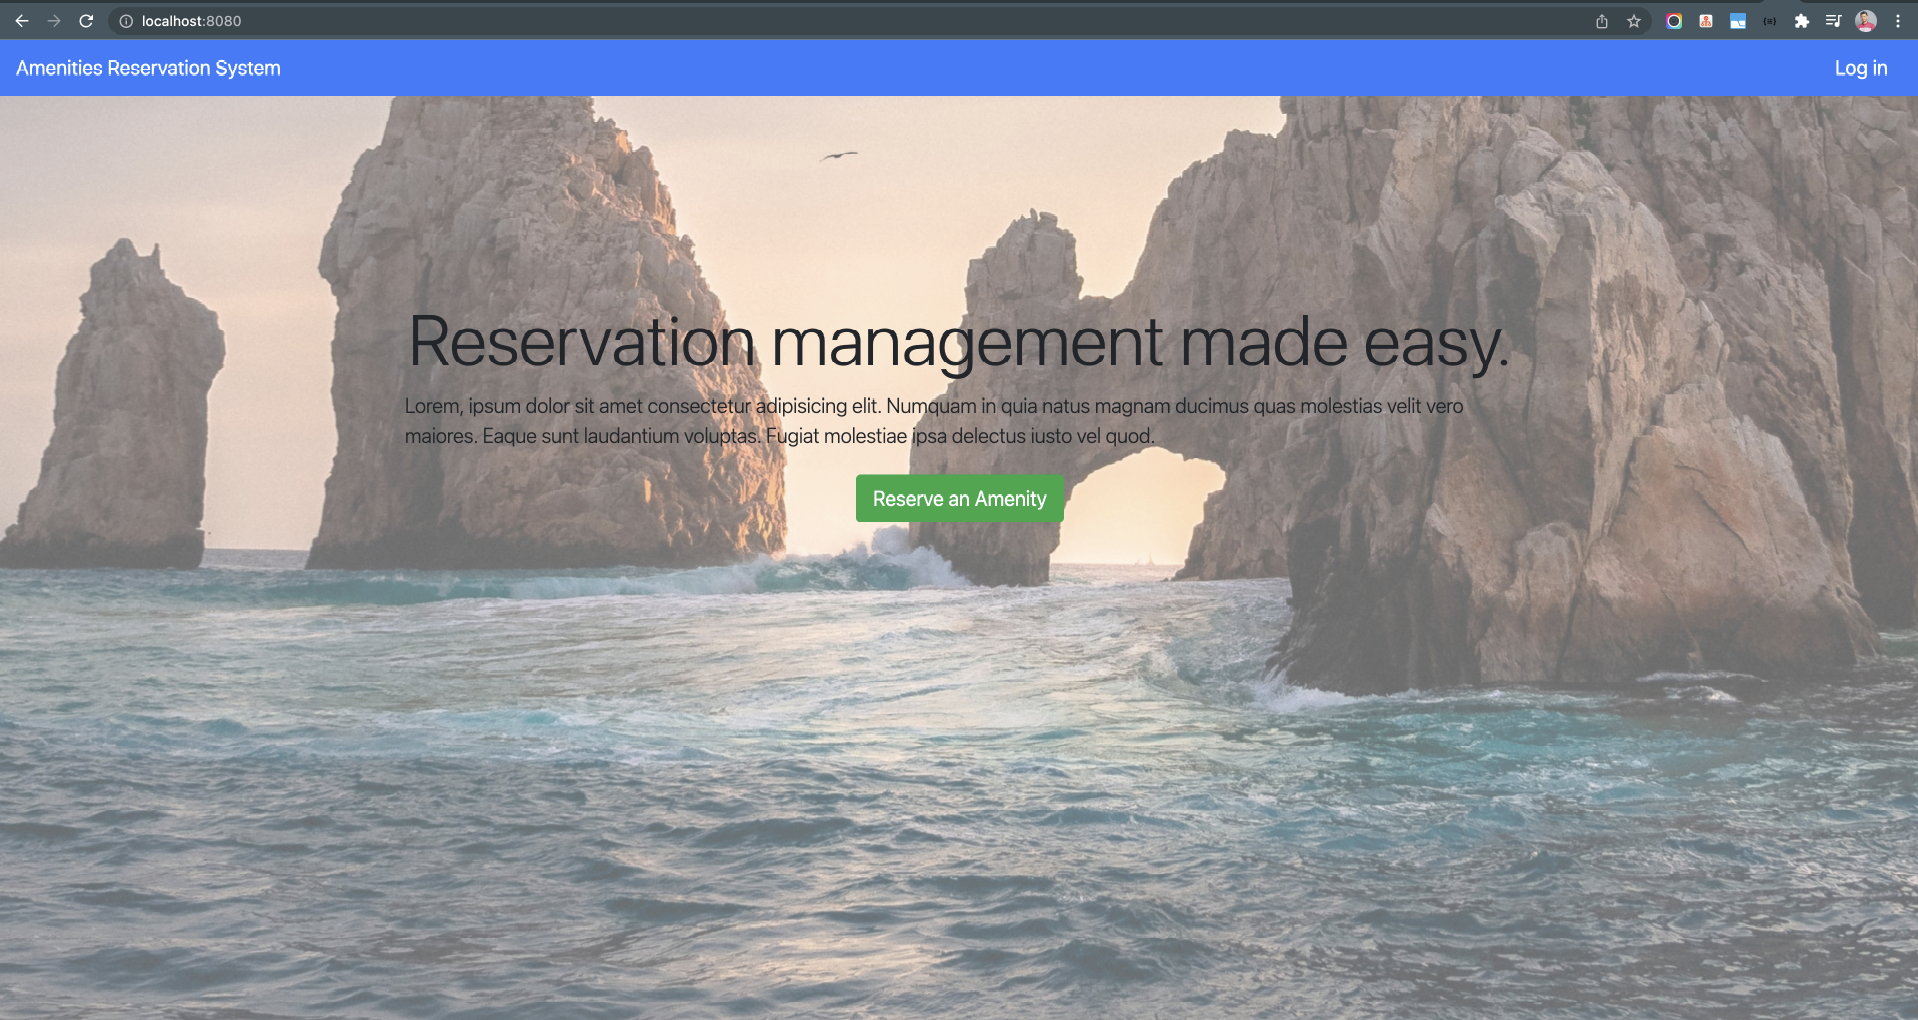 localhost:8080
Amenities Reservation System
Log in
Reservation management made easy.
Lorem, ipsum dolor sit amet consectetur adipisicing elit. Numquam in quia natus magnam ducimus quas molestias velit vero
maiores. Eaque sunt laudantium voluptas. Fugiat molestiae ipsa delectus iusto vel quod.
Reserve an Amenity